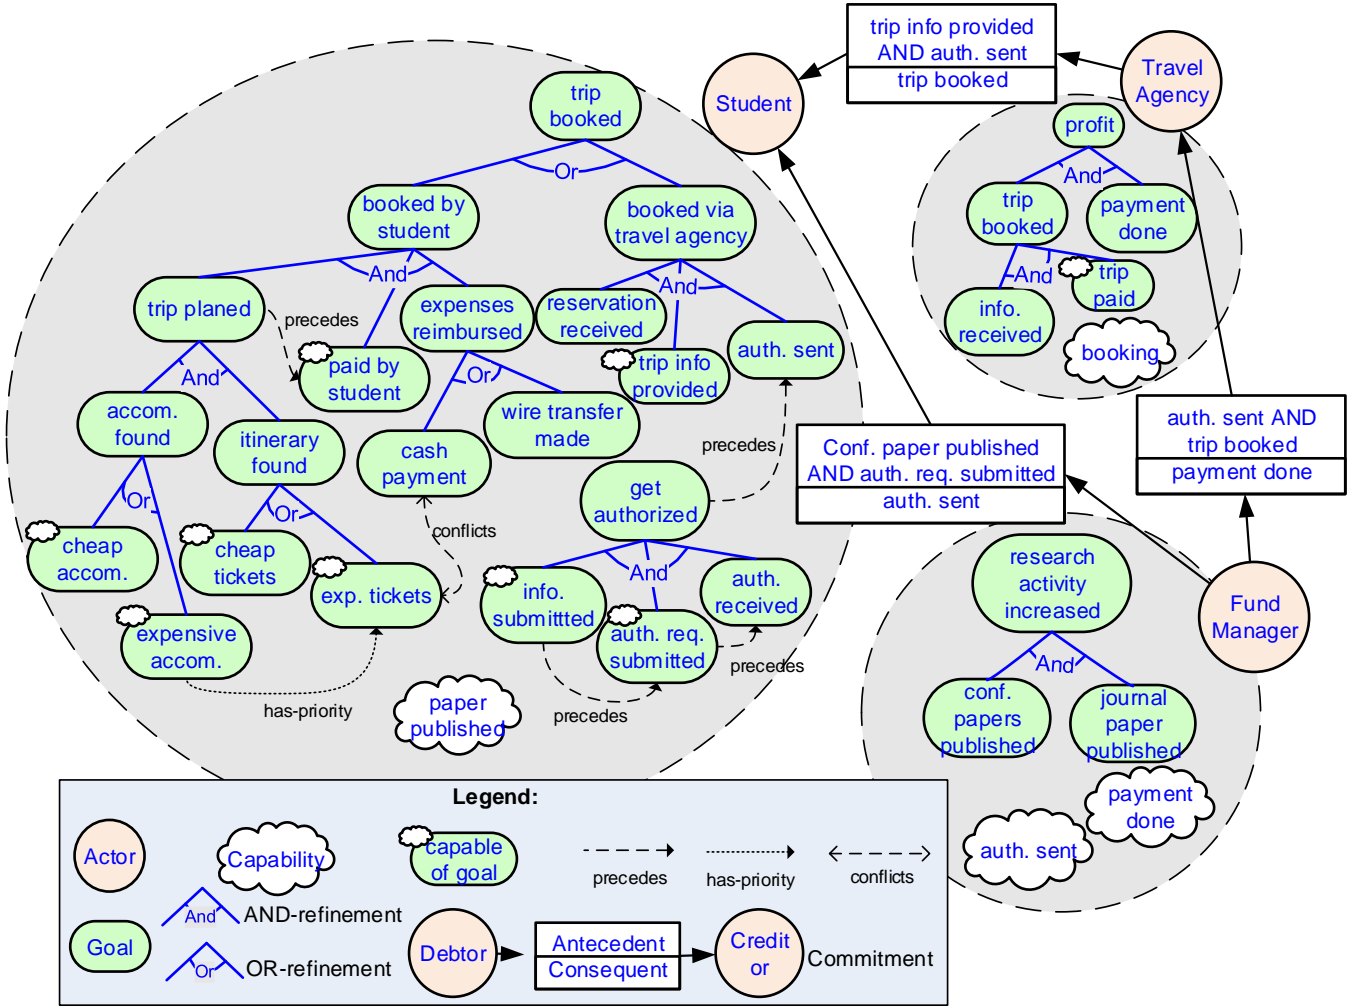 trip info provided
AND auth. sent
trip booked
Student
Travel
Agency
trip
booked
Or
booked by
student
booked via
travel agency
And
And
trip planed
precedes
expenses
reimbursed
reservation
received
auth. sent
trip info
provided
paid by
student
And
Or
accom.
found
itinerary
found
cash
payment
wire transfer
made
precedes
Or
Or
get
authorized
conflicts
cheap
accom.
cheap
tickets
exp. tickets
And
info.
submittted
auth.
received
auth. req.
submitted
expensive
accom.
precedes
precedes
has-priority
paper
published
profit
And
trip
booked
payment
done
And
trip
paid
info.
received
booking
auth. sent AND
trip booked
payment done
Conf. paper published
AND auth. req. submitted
auth. sent
research
activity
increased
Fund
Manager
And
conf.
papers
published
journal
paper
published
payment
done
auth. sent
Legend:
Actor
Capability
capable
of goal
precedes
has-priority
conflicts
And
AND-refinement
Goal
Or
OR-refinement
Debtor
Antecedent
Consequent
Credit
or
Commitment